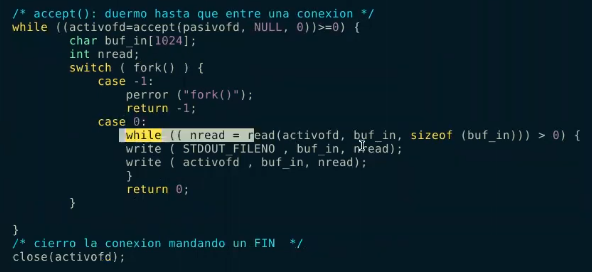 /* accept(): duermo hasta que entre una conexion */
while ((activofd=accept(pasivofd, NULL, 0))>=0) {
char buf_in[1024];
int nread;
switch ( fork() ) {
case -1:
perror ("fork()");
return -1;
case 0:
while (( nread = read(activofd, buf_in, sizeof (buf_in))) > 0) {
write ( STDOUT_FILENO , buf_in, nread);
write ( activofd , buf_in, nread);
}
return 0;
}
}
/* cierro la conexion mandando un FIN  */
close(activofd);